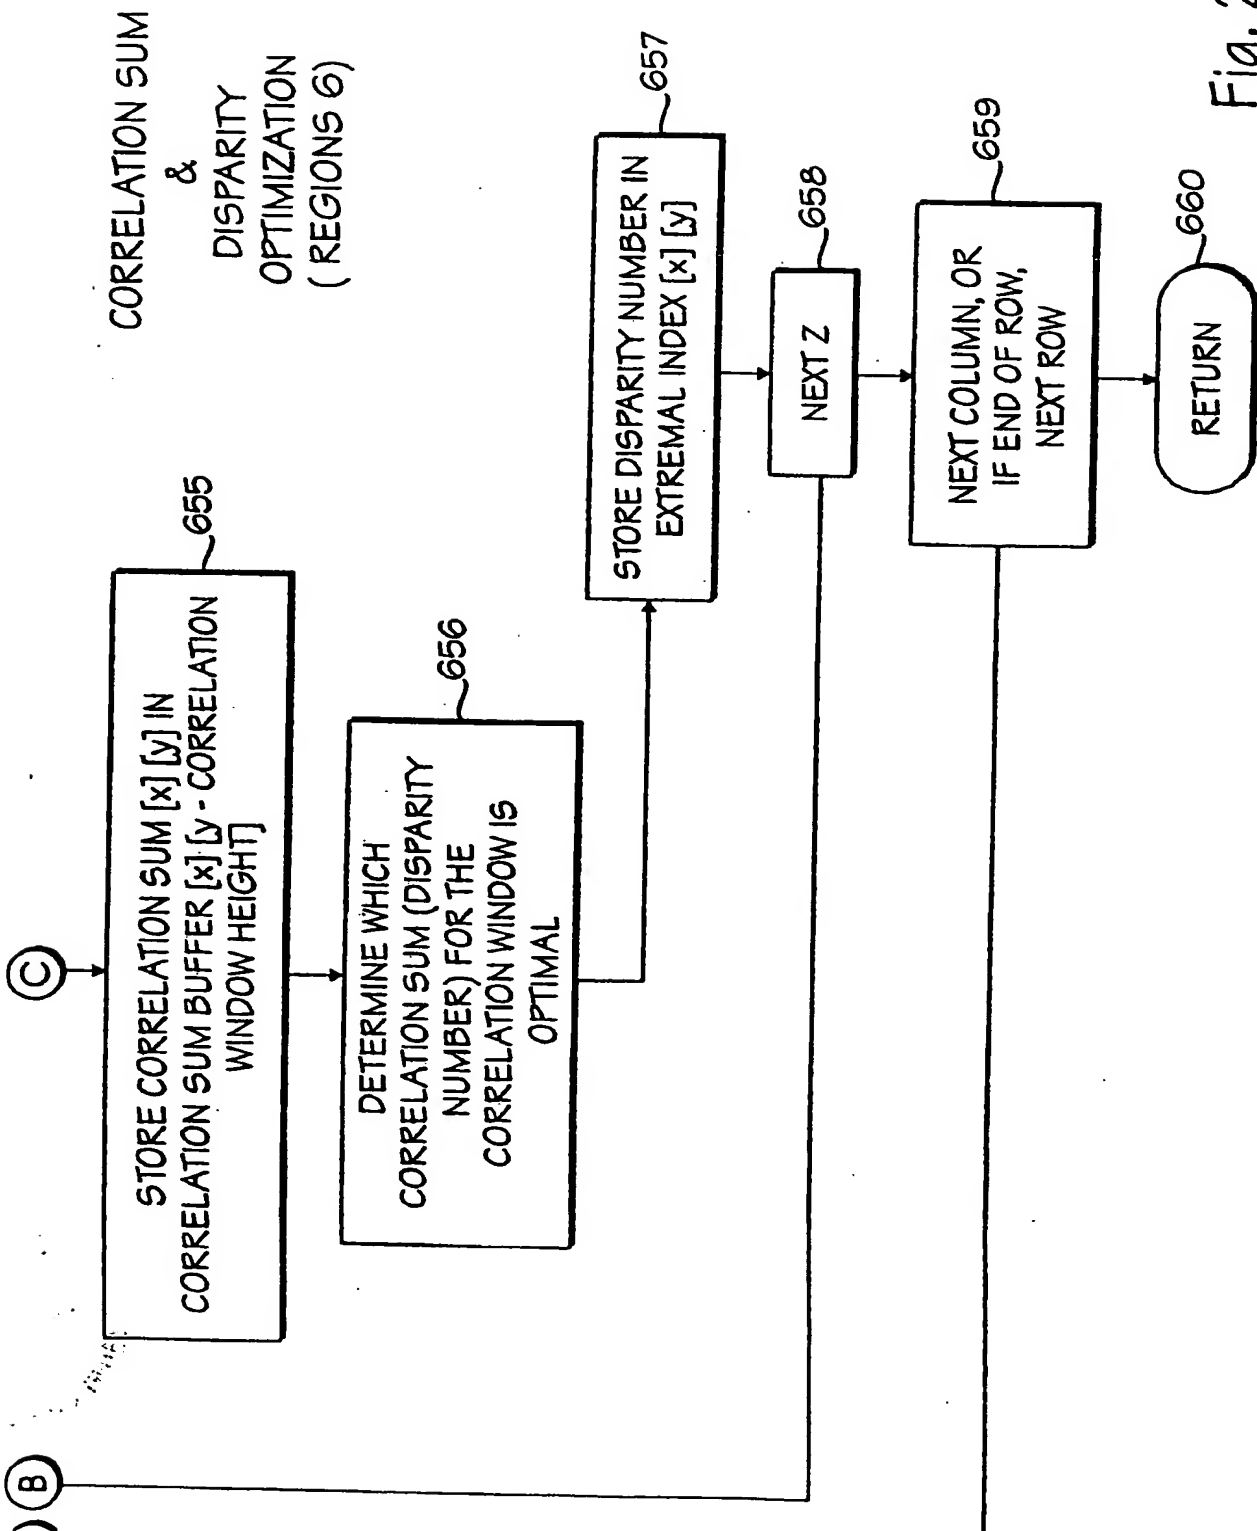 CORRELATION SUM
&
DISPARITY
OPTIMIZATION
( REGIONS 6 )
C
STORE CORRELATION SUM [x] [y] IN
CORRELATION SUM BUFFER [x] [y - CORRELATION
WINDOW HEIGHT]
655
DETERMINE WHICH
CORRELATION SUM (DISPARITY
NUMBER) FOR THE
CORRELATION WINDOW IS
OPTIMAL
656
STORE DISPARITY NUMBER IN
EXTREMAL INDEX [x] [y]
657
B
NEXT Z
658
NEXT COLUMN, OR
IF END OF ROW,
NEXT ROW
659
RETURN
660
Fig.